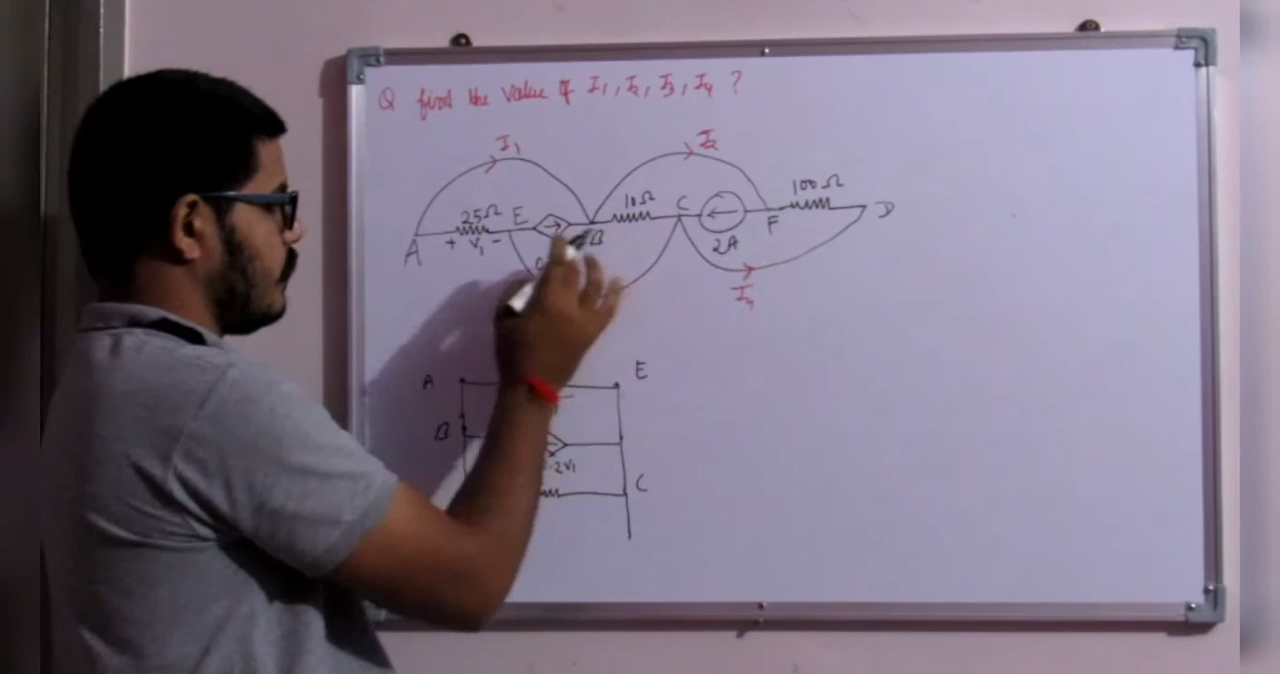 Q. find the value of I1, I2, I3, I4 ?
I1
I2
25Ω
E
10Ω
C
100Ω
A
+ V1 -
B
2A
F
D
I4
A
E
B
.2V1
C